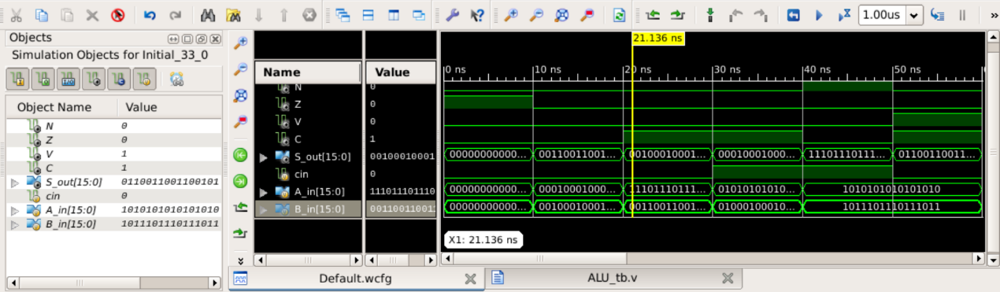 1.00us
»
Objects
Simulation Objects for Initial_33_0
Object Name Value
N 0
Z 0
V 1
C 1
S_out[15:0] 0110011001100101
cin 0
A_in[15:0] 1010101010101010
B_in[15:0] 1011101110111011
Name Value
N 0
Z 0
V 0
C 1
S_out[15:0] 00100010001
cin 0
A_in[15:0] 111011101110
B_in[15:0] 001100110011
21.136 ns
0 ns 10 ns 20 ns 30 ns 40 ns 50 ns
00000000000... 00110011001... 00100010001... 00010001000... 11101110111... 01100110011...
00000000000... 00010001000... 11101110111... 01010101010... 1010101010101010
00000000000... 00100010001... 00110011001... 01000100010... 1011101110111011
X1: 21.136 ns
Default.wcfg
ALU_tb.v